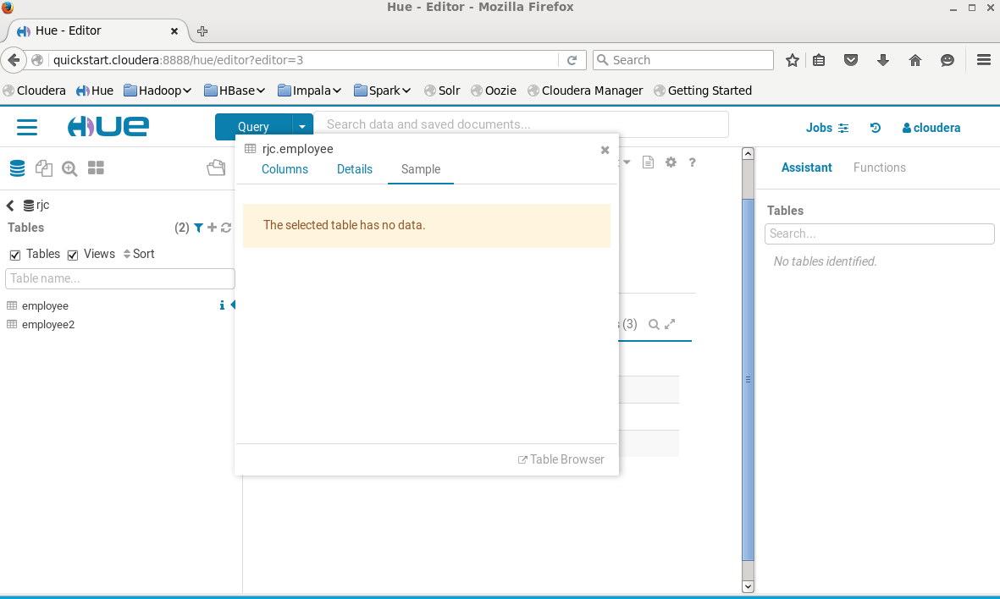 Hue - Editor - Mozilla Firefox
Hue - Editor
quickstart.cloudera:8888/hue/editor?editor=3
Search
Cloudera Hue Hadoop HBase Impala Spark Solr Oozie Cloudera Manager Getting Started
HUE
Query
Search data and saved documents...
Jobs
cloudera
rjc.employee
Columns Details Sample
?
Assistant Functions
rjc
Tables (2)
Tables Views Sort
Table name...
employee
employee2
The selected table has no data.
(3)
Table Browser
Tables
Search...
No tables identified.